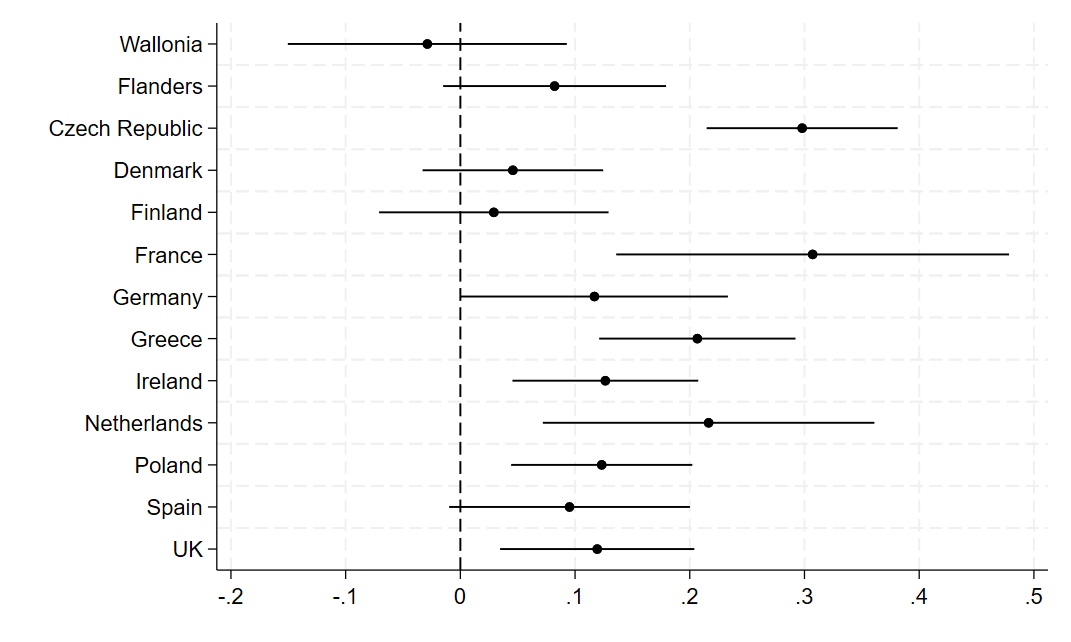 Wallonia
Flanders
Czech Republic
Denmark
Finland
France
Germany
Greece
Ireland
Netherlands
Poland
Spain
UK
-.2 -.1 0 .1 .2 .3 .4 .5